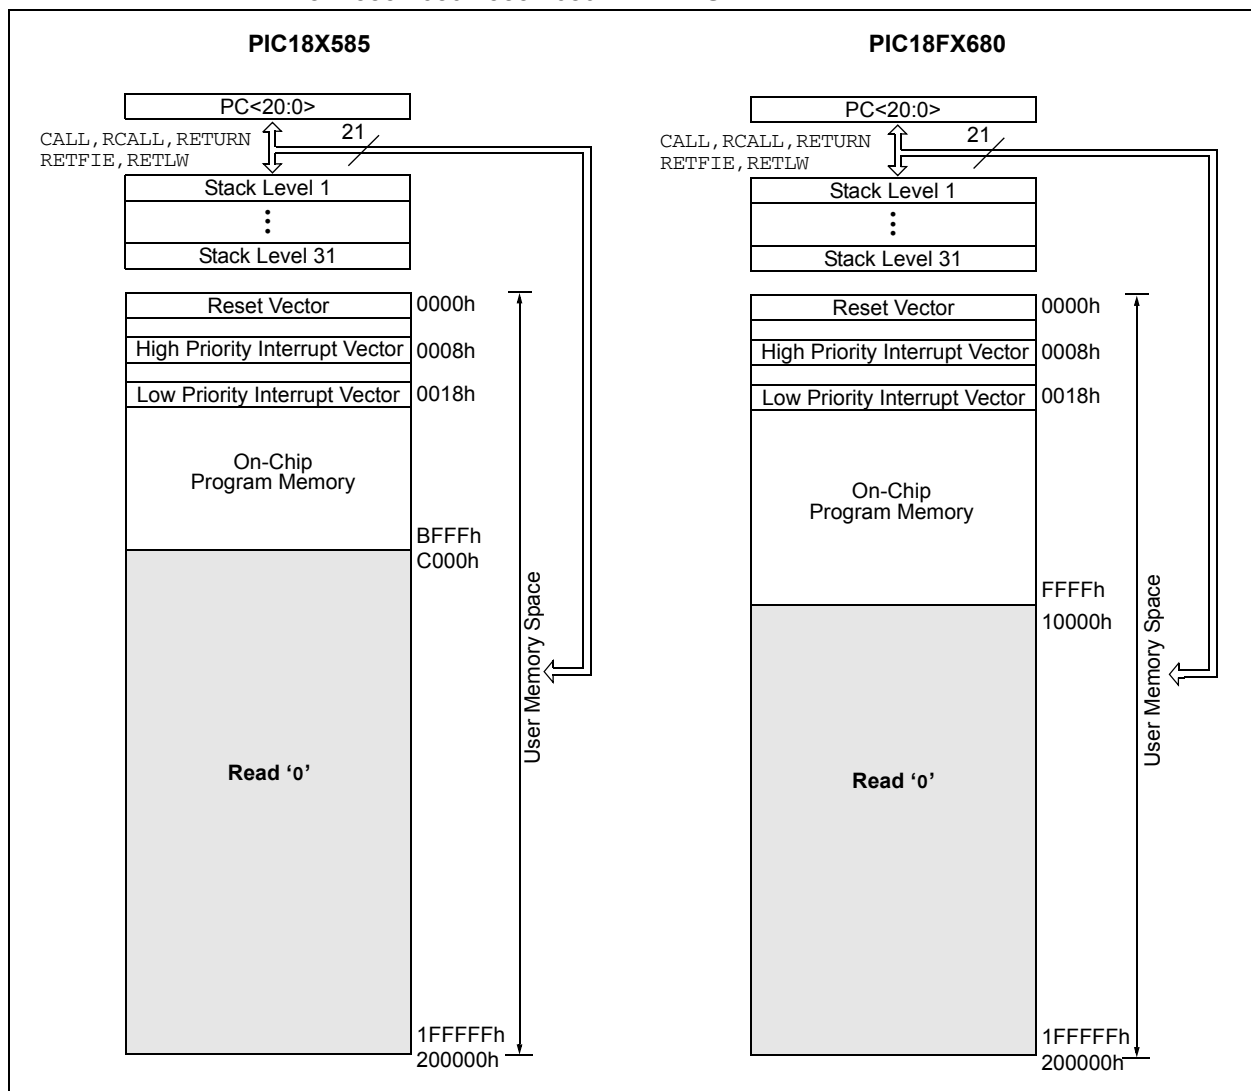 PIC18X585
PC<20:0>
CALL,RCALL,RETURN
RETFIE,RETLW
21
Stack Level 1
Stack Level 31
Reset Vector
0000h
High Priority Interrupt Vector
0008h
Low Priority Interrupt Vector
0018h
On-Chip
Program Memory
BFFFh
C000h
Read ‘0’
User Memory Space
1FFFFFh
200000h
PIC18FX680
PC<20:0>
CALL,RCALL,RETURN
RETFIE,RETLW
21
Stack Level 1
Stack Level 31
Reset Vector
0000h
High Priority Interrupt Vector
0008h
Low Priority Interrupt Vector
0018h
On-Chip
Program Memory
FFFFh
10000h
Read ‘0’
User Memory Space
1FFFFFh
200000h